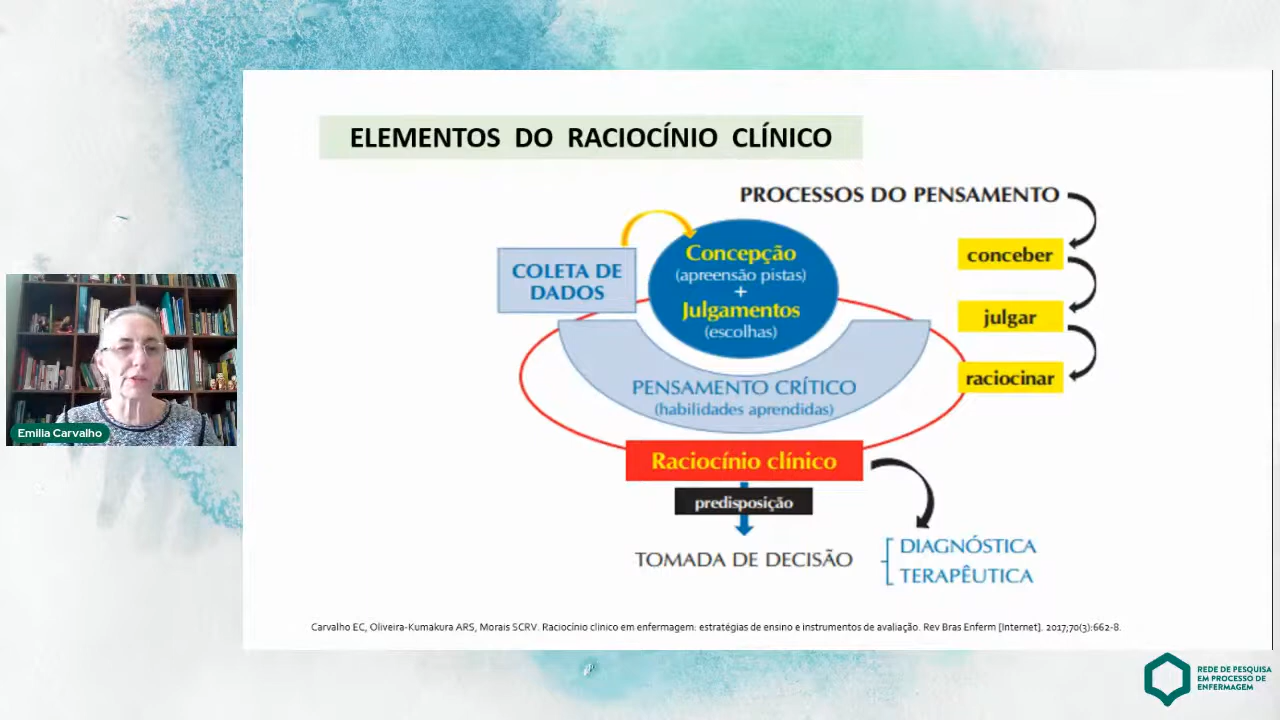 ELEMENTOS DO RACIOCÍNIO CLÍNICO
PROCESSOS DO PENSAMENTO
conceber
julgar
raciocinar
COLETA DE
DADOS
Concepção
(apreensão pistas)
+
Julgamentos
(escolhas)
PENSAMENTO CRÍTICO
(habilidades aprendidas)
Raciocínio clínico
predisposição
TOMADA DE DECISÃO
DIAGNÓSTICA
TERAPÊUTICA
Carvalho EC, Oliveira-Kumakura ARS, Morais SCRV. Raciocínio clínico em enfermagem: estratégias de ensino e instrumentos de avaliação. Rev Bras Enferm [Internet]. 2017;70(3):662-8.
Emilia Carvalho
REDE DE PESQUISA
EM PROCESSO DE
ENFERMAGEM